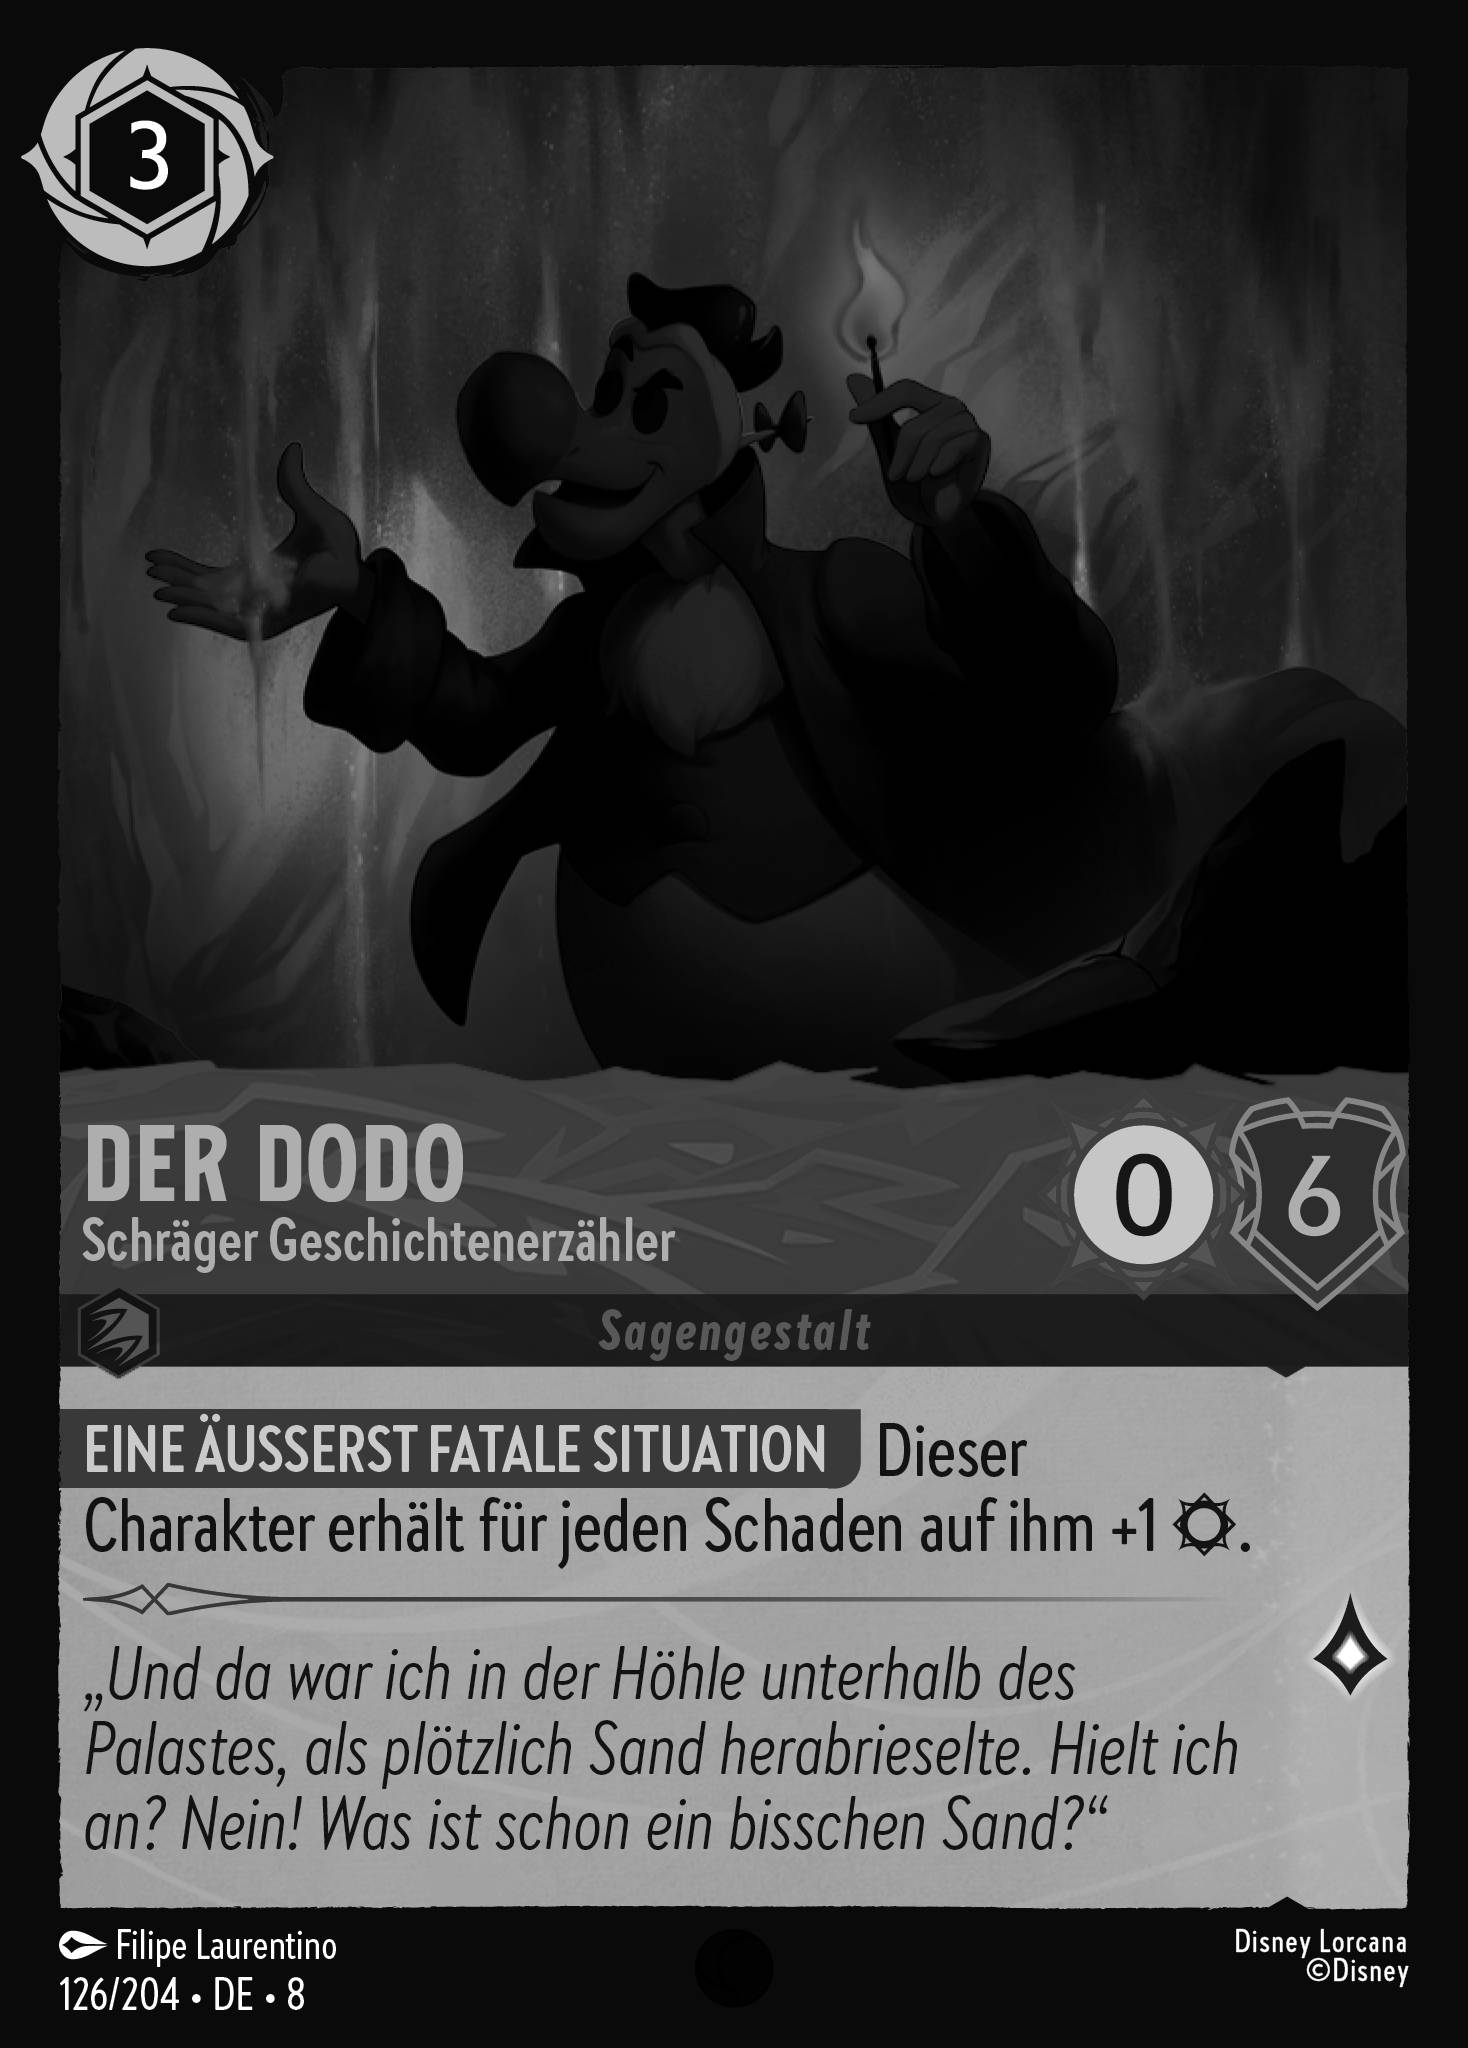 3
DER DODO
Schräger Geschichtenerzähler
0
6
Sagengestalt
EINE ÄUSSERST FATALE SITUATION Dieser
Charakter erhält für jeden Schaden auf ihm +1 .
„Und da war ich in der Höhle unterhalb des
Palastes, als plötzlich Sand herabrieselte. Hielt ich
an? Nein! Was ist schon ein bisschen Sand?“
Filipe Laurentino
126/204 • DE • 8
Disney Lorcana
©Disney